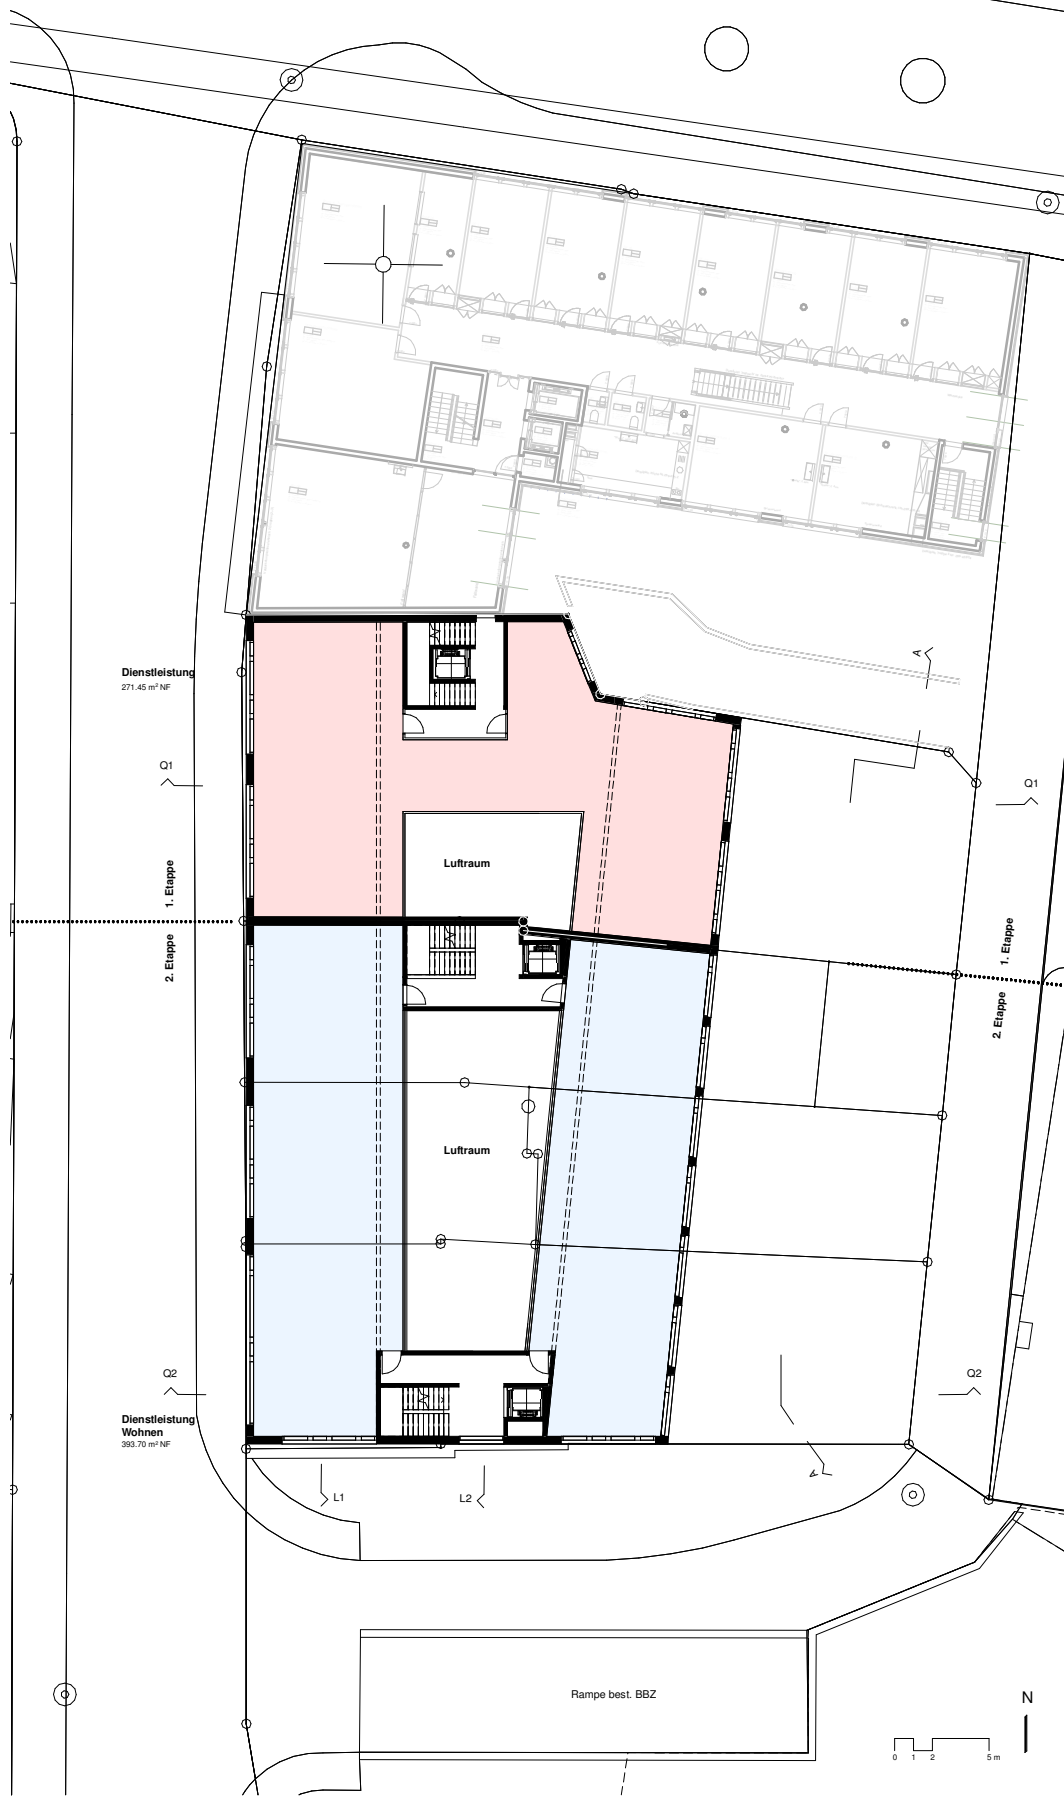 Dienstleistung
271.45 m² NF
A
Q1
Q1
Luftraum
1. Etappe
2. Etappe
1. Etappe
2. Etappe
Luftraum
Q2
Q2
Dienstleistung
Wohnen
393.70 m² NF
A
L1
L2
Rampe best. BBZ
N
0 1 2 5 m